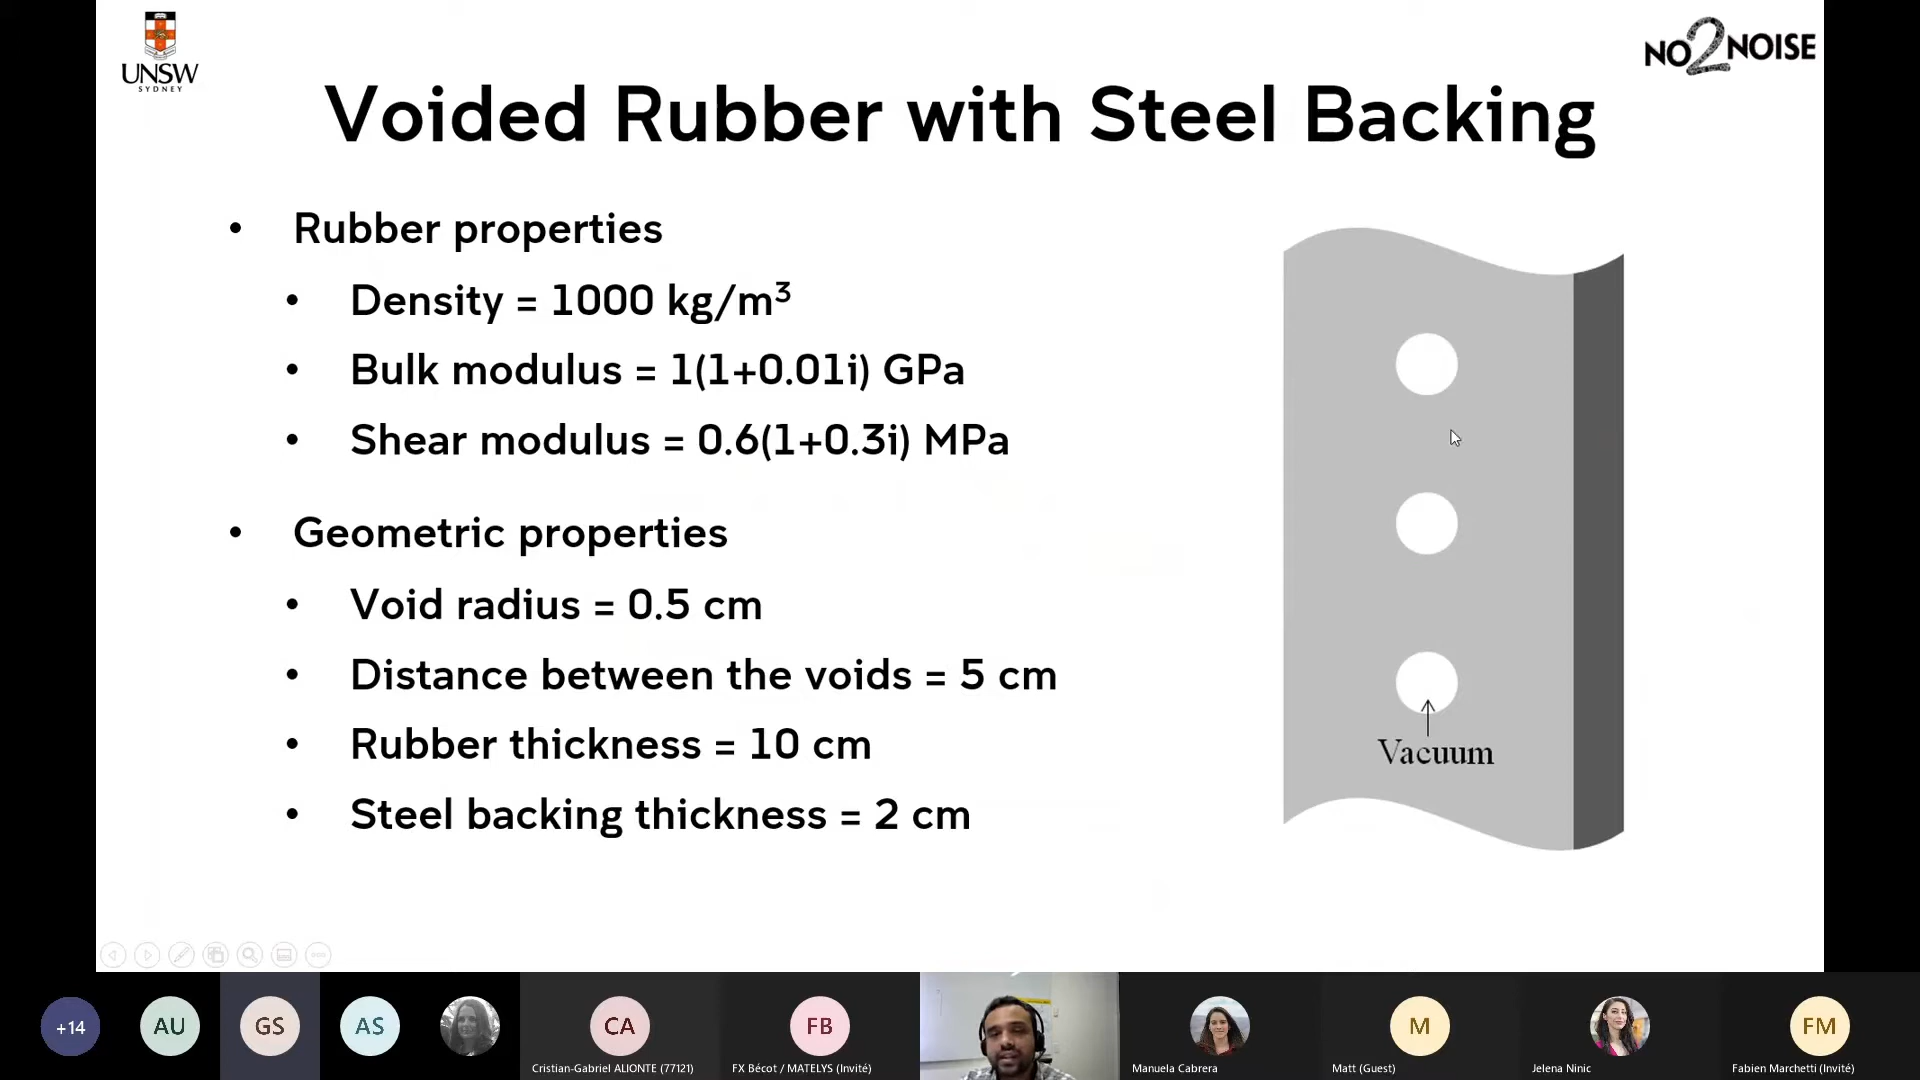 UNSW
SYDNEY
NO2NOISE
Voided Rubber with Steel Backing
• Rubber properties
• Density = 1000 kg/m³
• Bulk modulus = 1(1+0.01i) GPa
• Shear modulus = 0.6(1+0.3i) MPa
• Geometric properties
• Void radius = 0.5 cm
• Distance between the voids = 5 cm
• Rubber thickness = 10 cm
• Steel backing thickness = 2 cm
Vacuum
+14
AU
GS
AS
CA
Cristian-Gabriel ALIONTE (77121)
FB
FX Bécot / MATELYS (Invité)
Manuela Cabrera
M
Matt (Guest)
Jelena Ninic
FM
Fabien Marchetti (Invité)